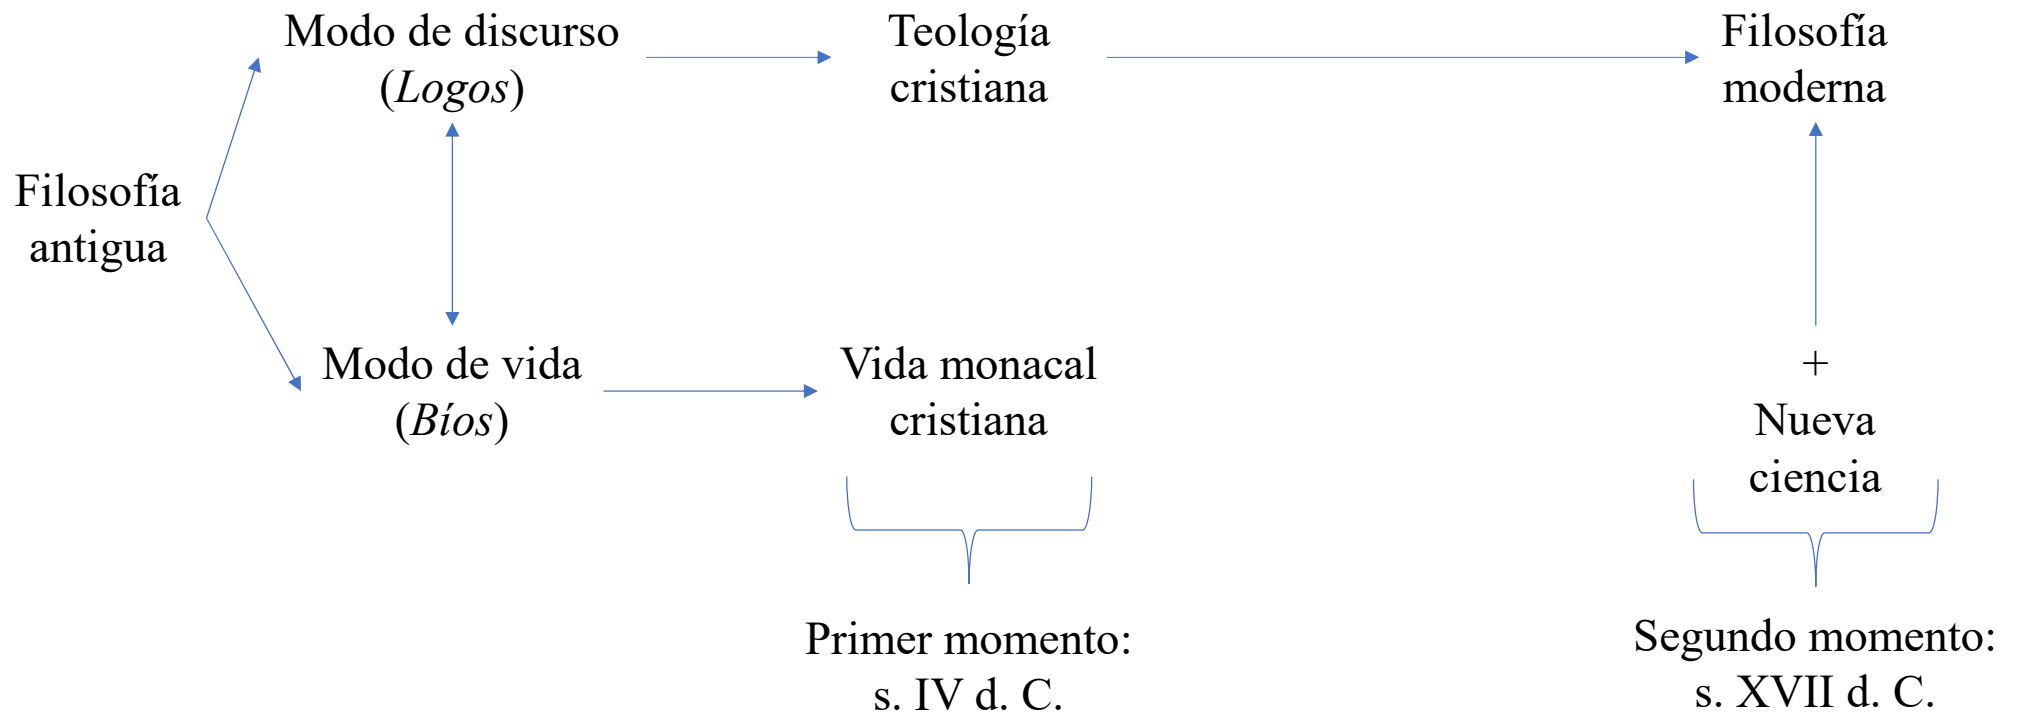 Filosofía
antigua
Modo de discurso
(Logos)
Modo de vida
(Bíos)
Teología
cristiana
Vida monacal
cristiana
Primer momento:
s. IV d. C.
Filosofía
moderna
+
Nueva
ciencia
Segundo momento:
s. XVII d. C.